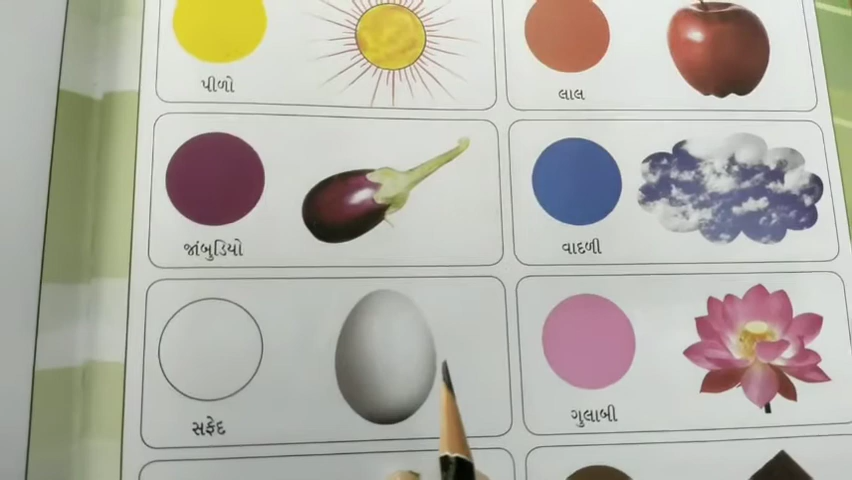 પીળો
લાલ
જાંબુડિયો
વાદળી
સફેદ
ગુલાબી